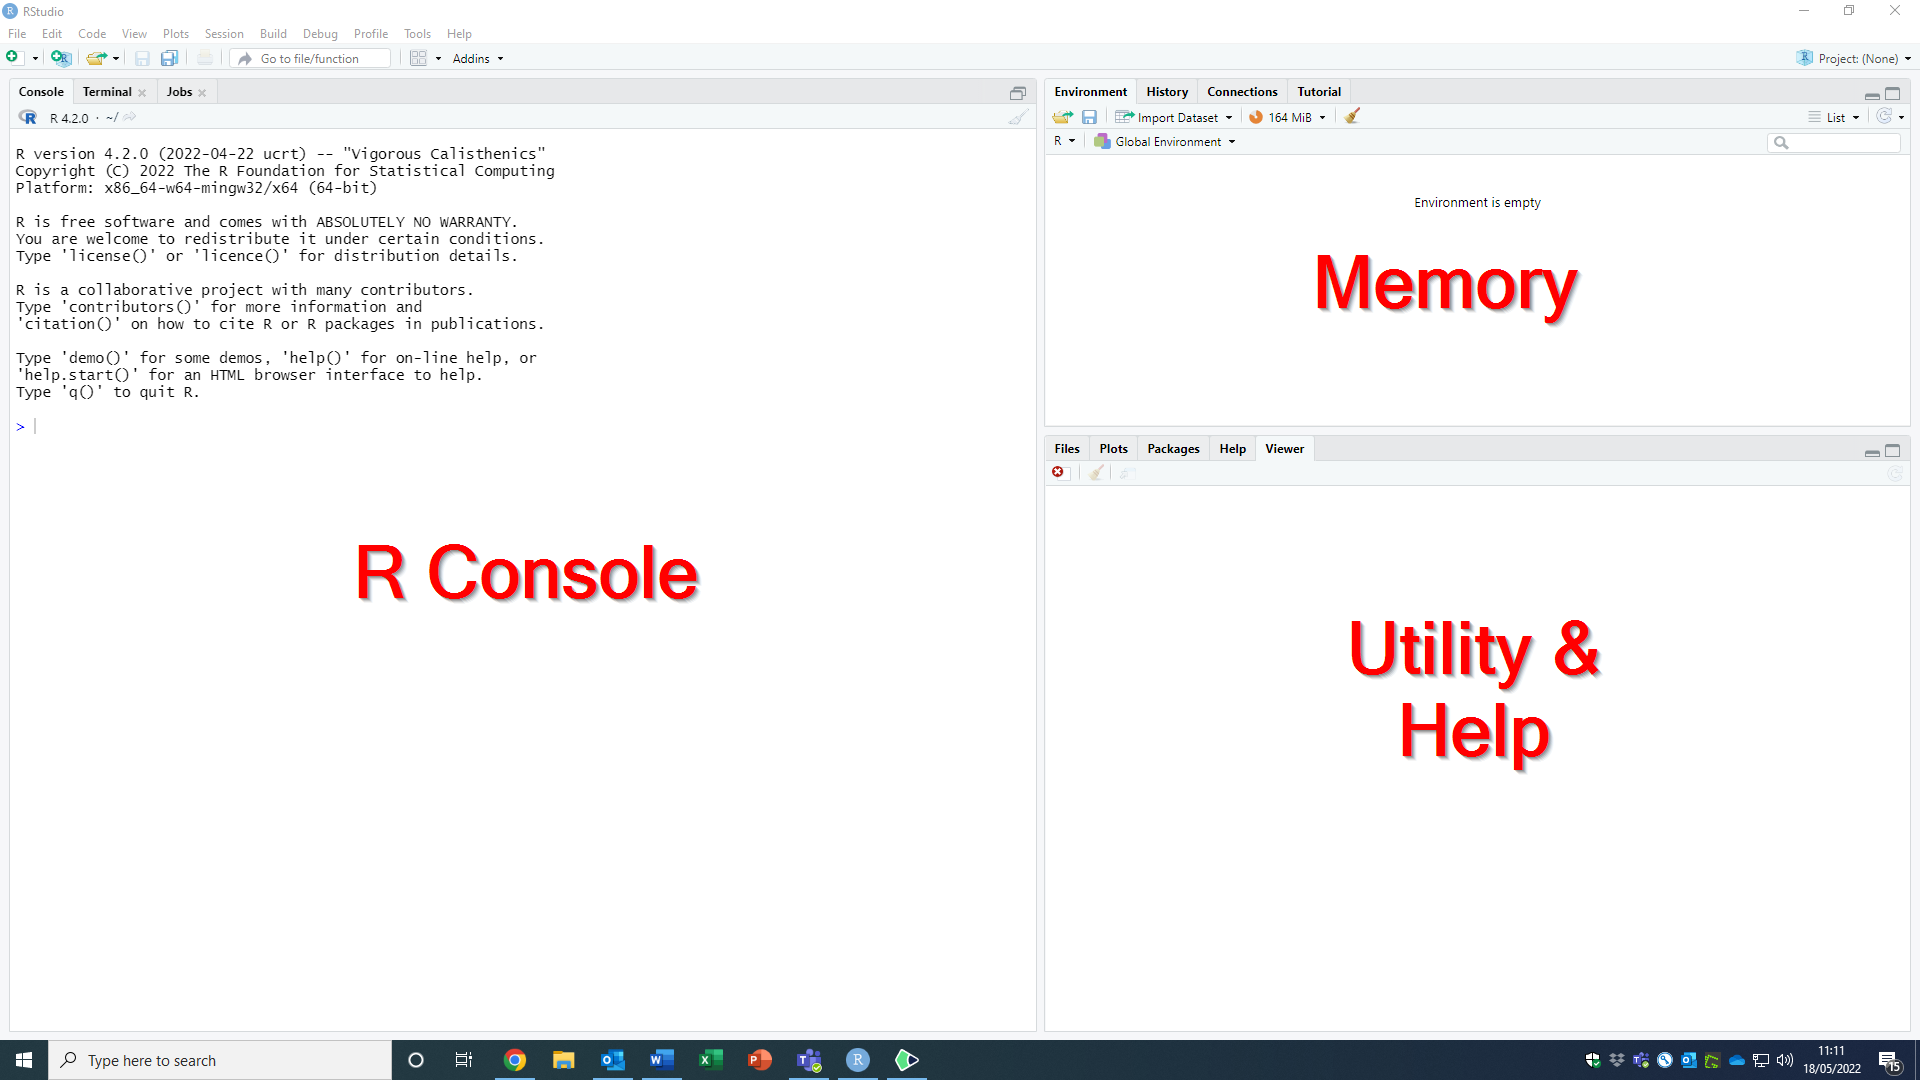 RStudio
File Edit Code View Plots Session Build Debug Profile Tools Help
Go to file/function Addins Project: (None)
Console Terminal Jobs
R 4.2.0 · ~/
R version 4.2.0 (2022-04-22 ucrt) -- "Vigorous Calisthenics"
Copyright (C) 2022 The R Foundation for Statistical Computing
Platform: x86_64-w64-mingw32/x64 (64-bit)
R is free software and comes with ABSOLUTELY NO WARRANTY.
You are welcome to redistribute it under certain conditions.
Type 'license()' or 'licence()' for distribution details.
R is a collaborative project with many contributors.
Type 'contributors()' for more information and
'citation()' on how to cite R or R packages in publications.
Type 'demo()' for some demos, 'help()' for on-line help, or
'help.start()' for an HTML browser interface to help.
Type 'q()' to quit R.
>
R Console
Environment History Connections Tutorial
Import Dataset 164 MiB List
R Global Environment
Environment is empty
Memory
Files Plots Packages Help Viewer
Utility &
Help
Type here to search
11:11
18/05/2022
15